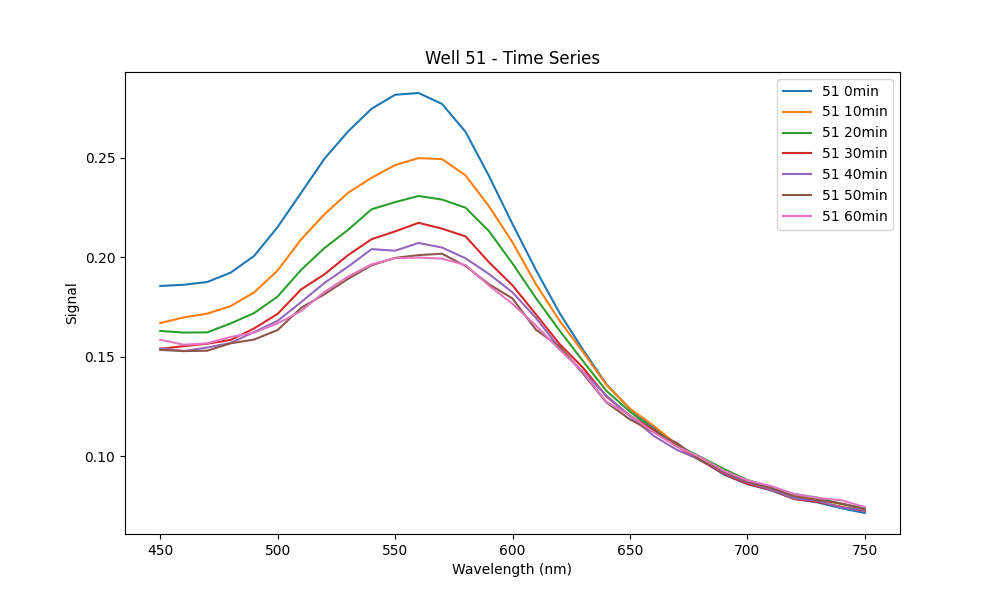 Well 51 - Time Series
Signal
0.25
0.20
0.15
0.10
450 500 550 600 650 700 750
Wavelength (nm)
51 0min
51 10min
51 20min
51 30min
51 40min
51 50min
51 60min